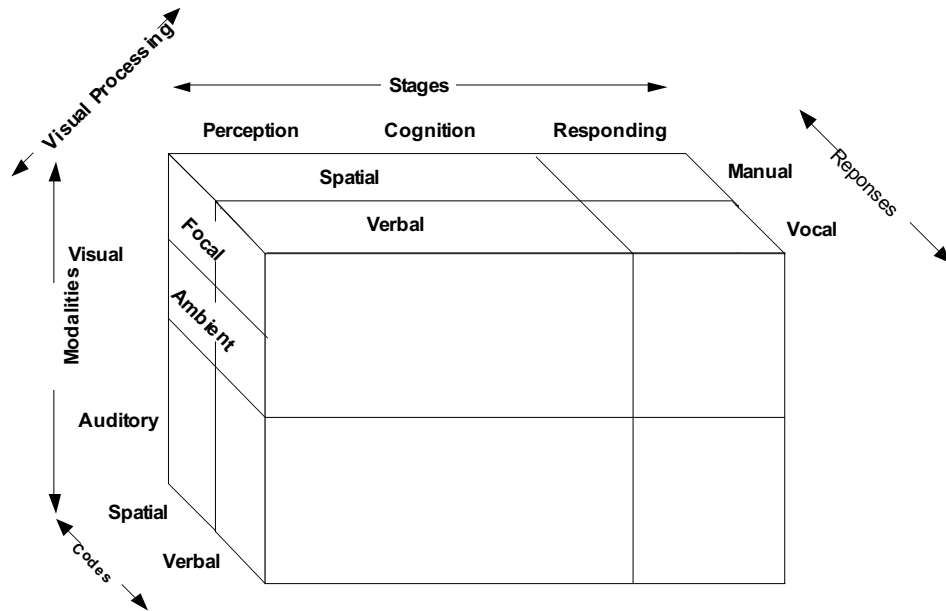 Visual Processing
Stages
Perception Cognition Responding
Spatial
Manual
Reponses
Verbal
Vocal
Focal
Visual
Modalities
Ambient
Auditory
Spatial
Verbal
Codes